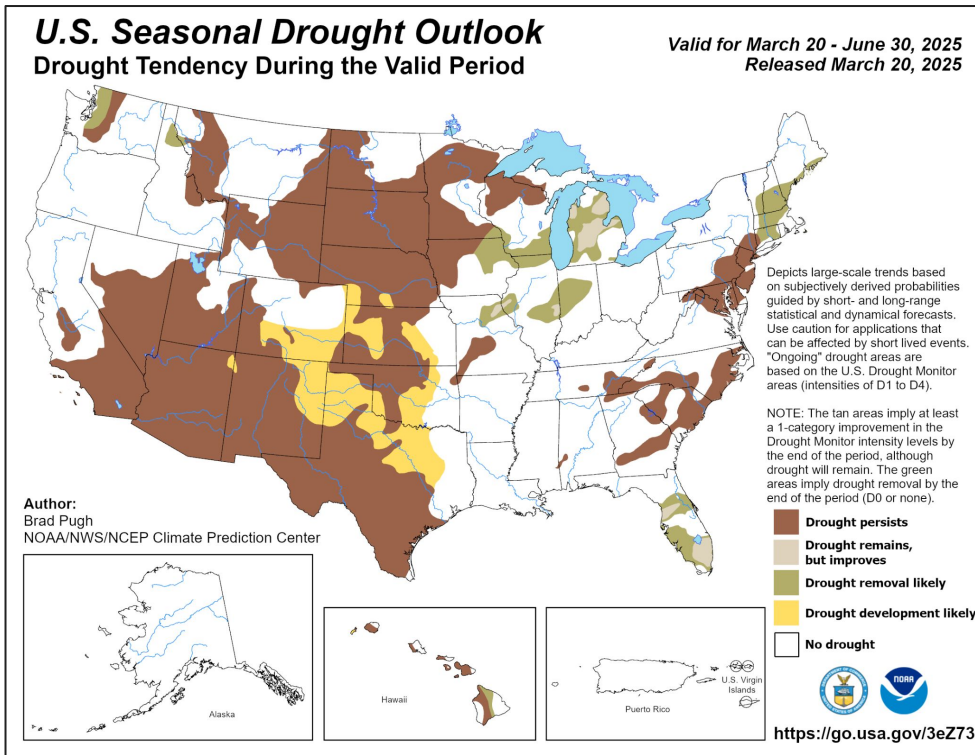 U.S. Seasonal Drought Outlook
Drought Tendency During the Valid Period
Valid for March 20 - June 30, 2025
Released March 20, 2025
Depicts large-scale trends based
on subjectively derived probabilities
guided by short- and long-range
statistical and dynamical forecasts.
Use caution for applications that
can be affected by short lived events.
"Ongoing" drought areas are
based on the U.S. Drought Monitor
areas (intensities of D1 to D4).
NOTE: The tan areas imply at least
a 1-category improvement in the
Drought Monitor intensity levels by
the end of the period, although
drought will remain. The green
areas imply drought removal by the
end of the period (D0 or none).
Author:
Brad Pugh
NOAA/NWS/NCEP Climate Prediction Center
Drought persists
Drought remains,
but improves
Drought removal likely
Drought development likely
No drought
Alaska
Hawaii
Puerto Rico
U.S. Virgin
Islands
NOAA
https://go.usa.gov/3eZ73